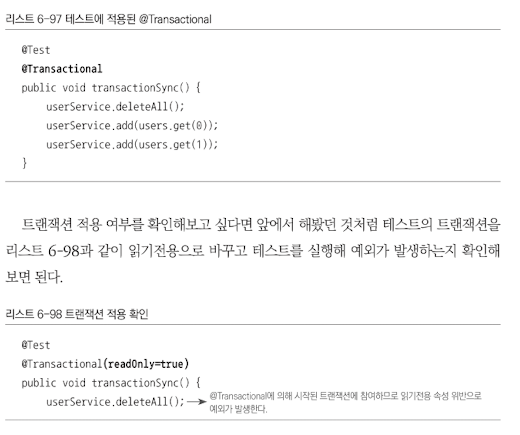 리스트 6-97 테스트에 적용된 @Transactional
@Test
@Transactional
public void transactionSync() {
userService.deleteAll();
userService.add(users.get(0));
userService.add(users.get(1));
}
트랜잭션 적용 여부를 확인해보고 싶다면 앞에서 해봤던 것처럼 테스트의 트랜잭션을
리스트 6-98과 같이 읽기전용으로 바꾸고 테스트를 실행해 예외가 발생하는지 확인해
보면 된다.
리스트 6-98 트랜잭션 적용 확인
@Test
@Transactional(readOnly=true)
public void transactionSync() {
userService.deleteAll(); → @Transactional에 의해 시작된 트랜잭션에 참여하므로 읽기전용 속성 위반으로
예외가 발생한다.